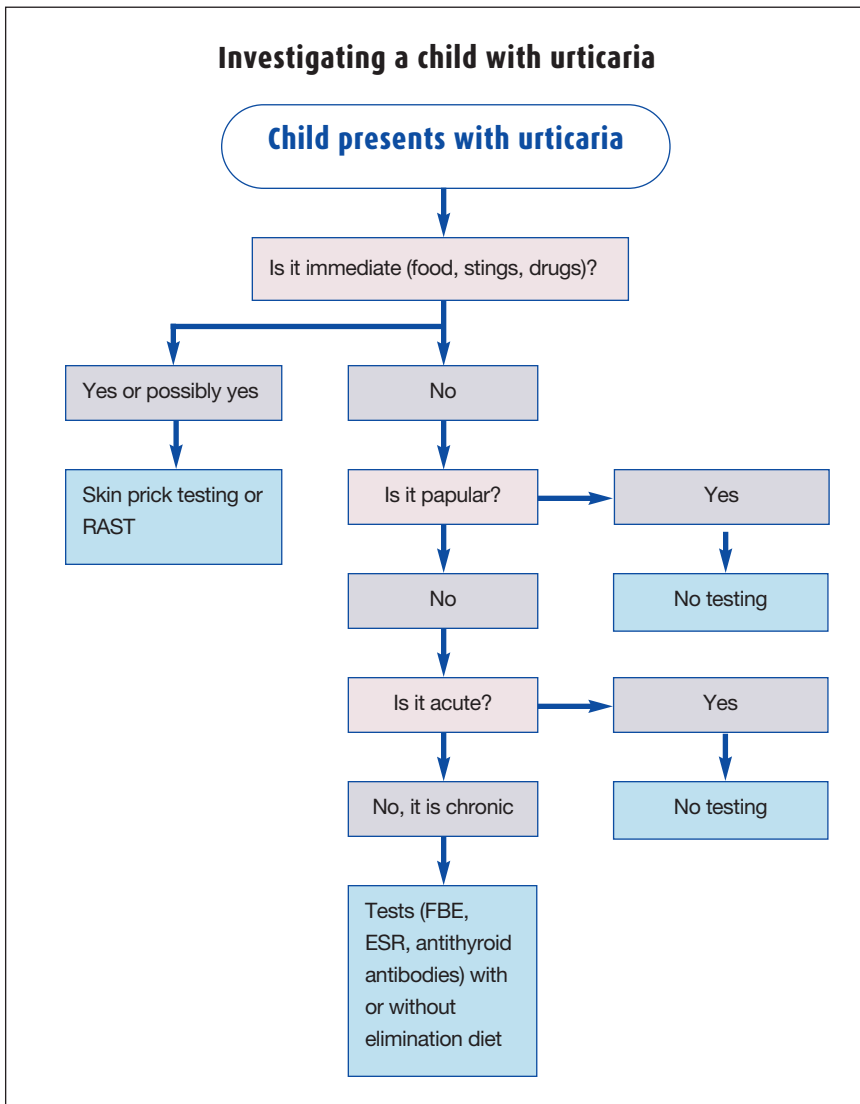 Investigating a child with urticaria
Child presents with urticaria
Is it immediate (food, stings, drugs)?
Yes or possibly yes
No
Skin prick testing or
RAST
Is it papular?
Yes
No
No testing
Is it acute?
Yes
No, it is chronic
No testing
Tests (FBE,
ESR, antithyroid
antibodies) with
or without
elimination diet